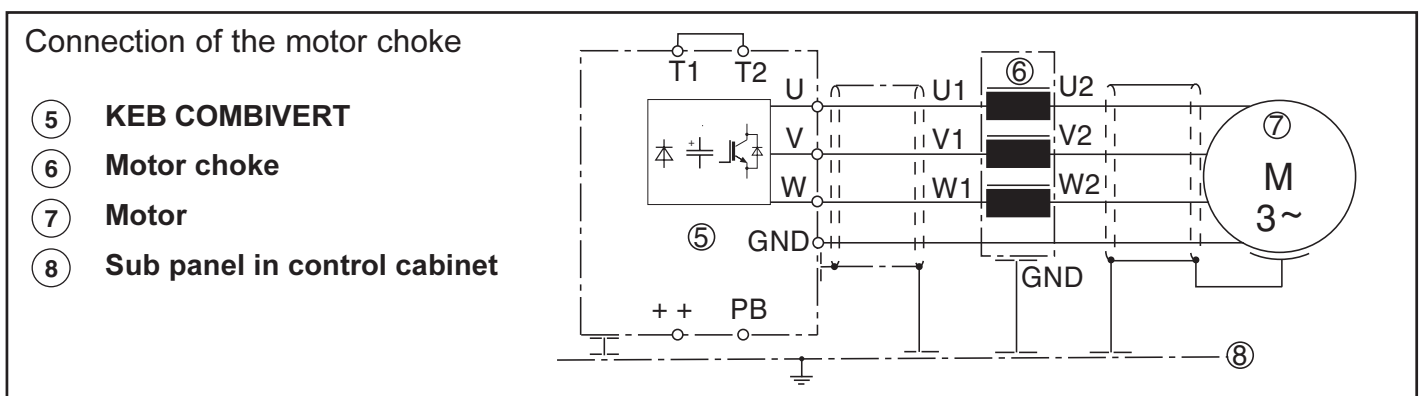 Connection of the motor choke
5 KEB COMBIVERT
6 Motor choke
7 Motor
8 Sub panel in control cabinet
T1 T2
U U1 ⑥ U2
V V1 V2
W W1 W2
⑤ GND
⑦
M
3~
+
GND
+ + PB
⑧